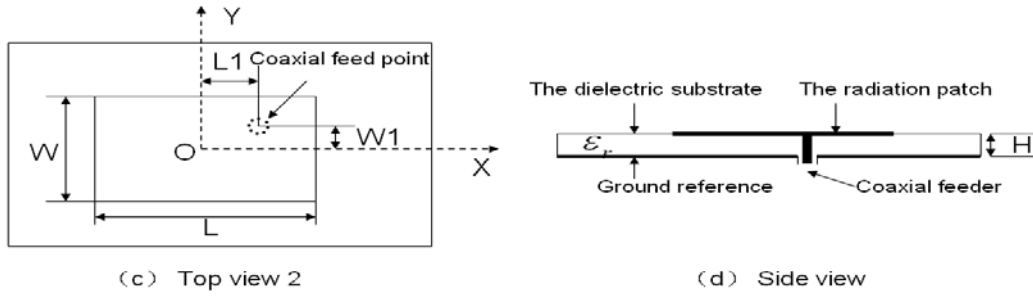 Y
L1
Coaxial feed point
W
W1
O
X
L
(c) Top view 2
The dielectric substrate
The radiation patch
εr
H
Ground reference
Coaxial feeder
(d) Side view